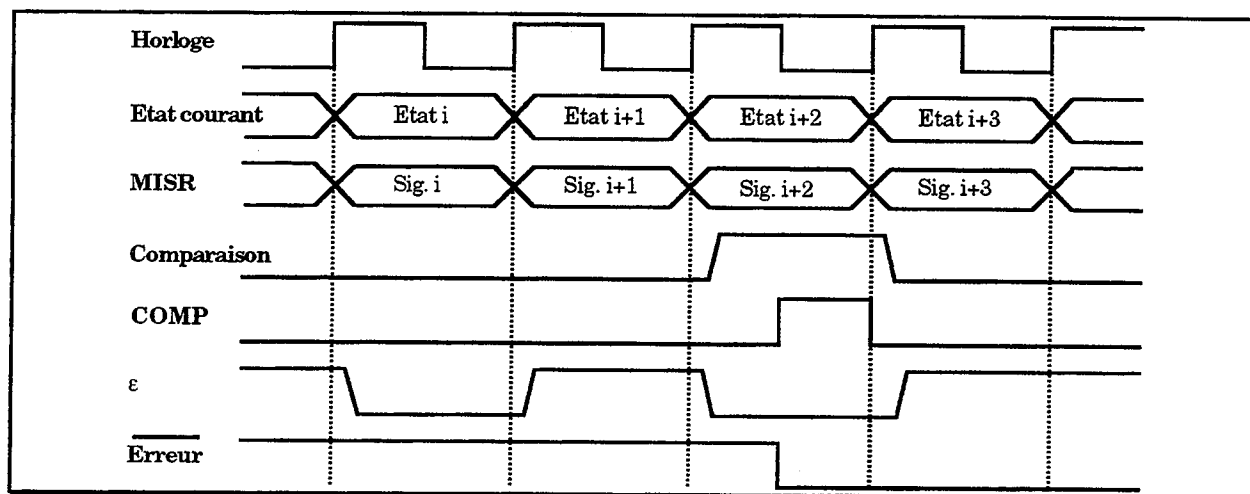 Horloge
Etat courant Etat i Etat i+1 Etat i+2 Etat i+3
MISR Sig. i Sig. i+1 Sig. i+2 Sig. i+3
Comparaison
COMP
ε
Erreur